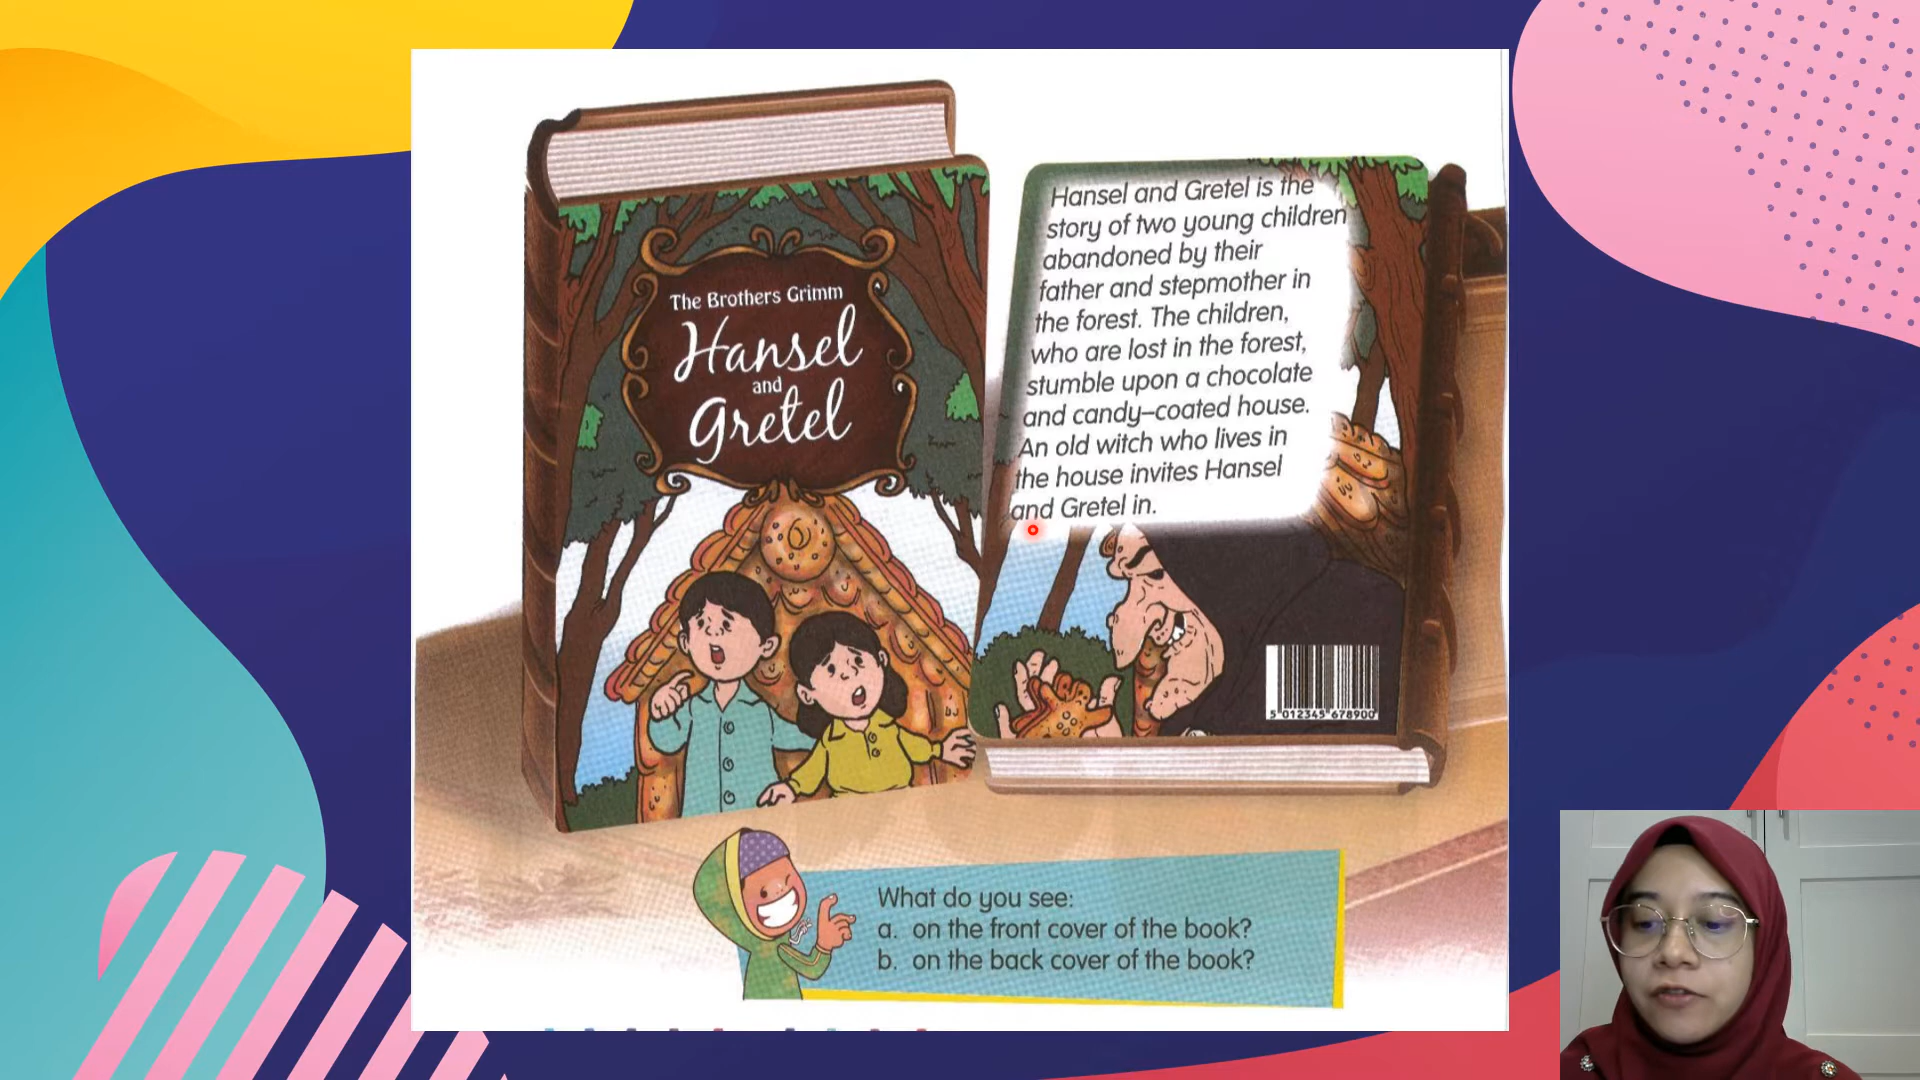 The Brothers Grimm
Hansel
and
Gretel
Hansel and Gretel is the
story of two young children
abandoned by their
father and stepmother in
the forest. The children,
who are lost in the forest,
stumble upon a chocolate
and candy–coated house.
An old witch who lives in
the house invites Hansel
and Gretel in.
5 012345 678900
What do you see:
a. on the front cover of the book?
b. on the back cover of the book?